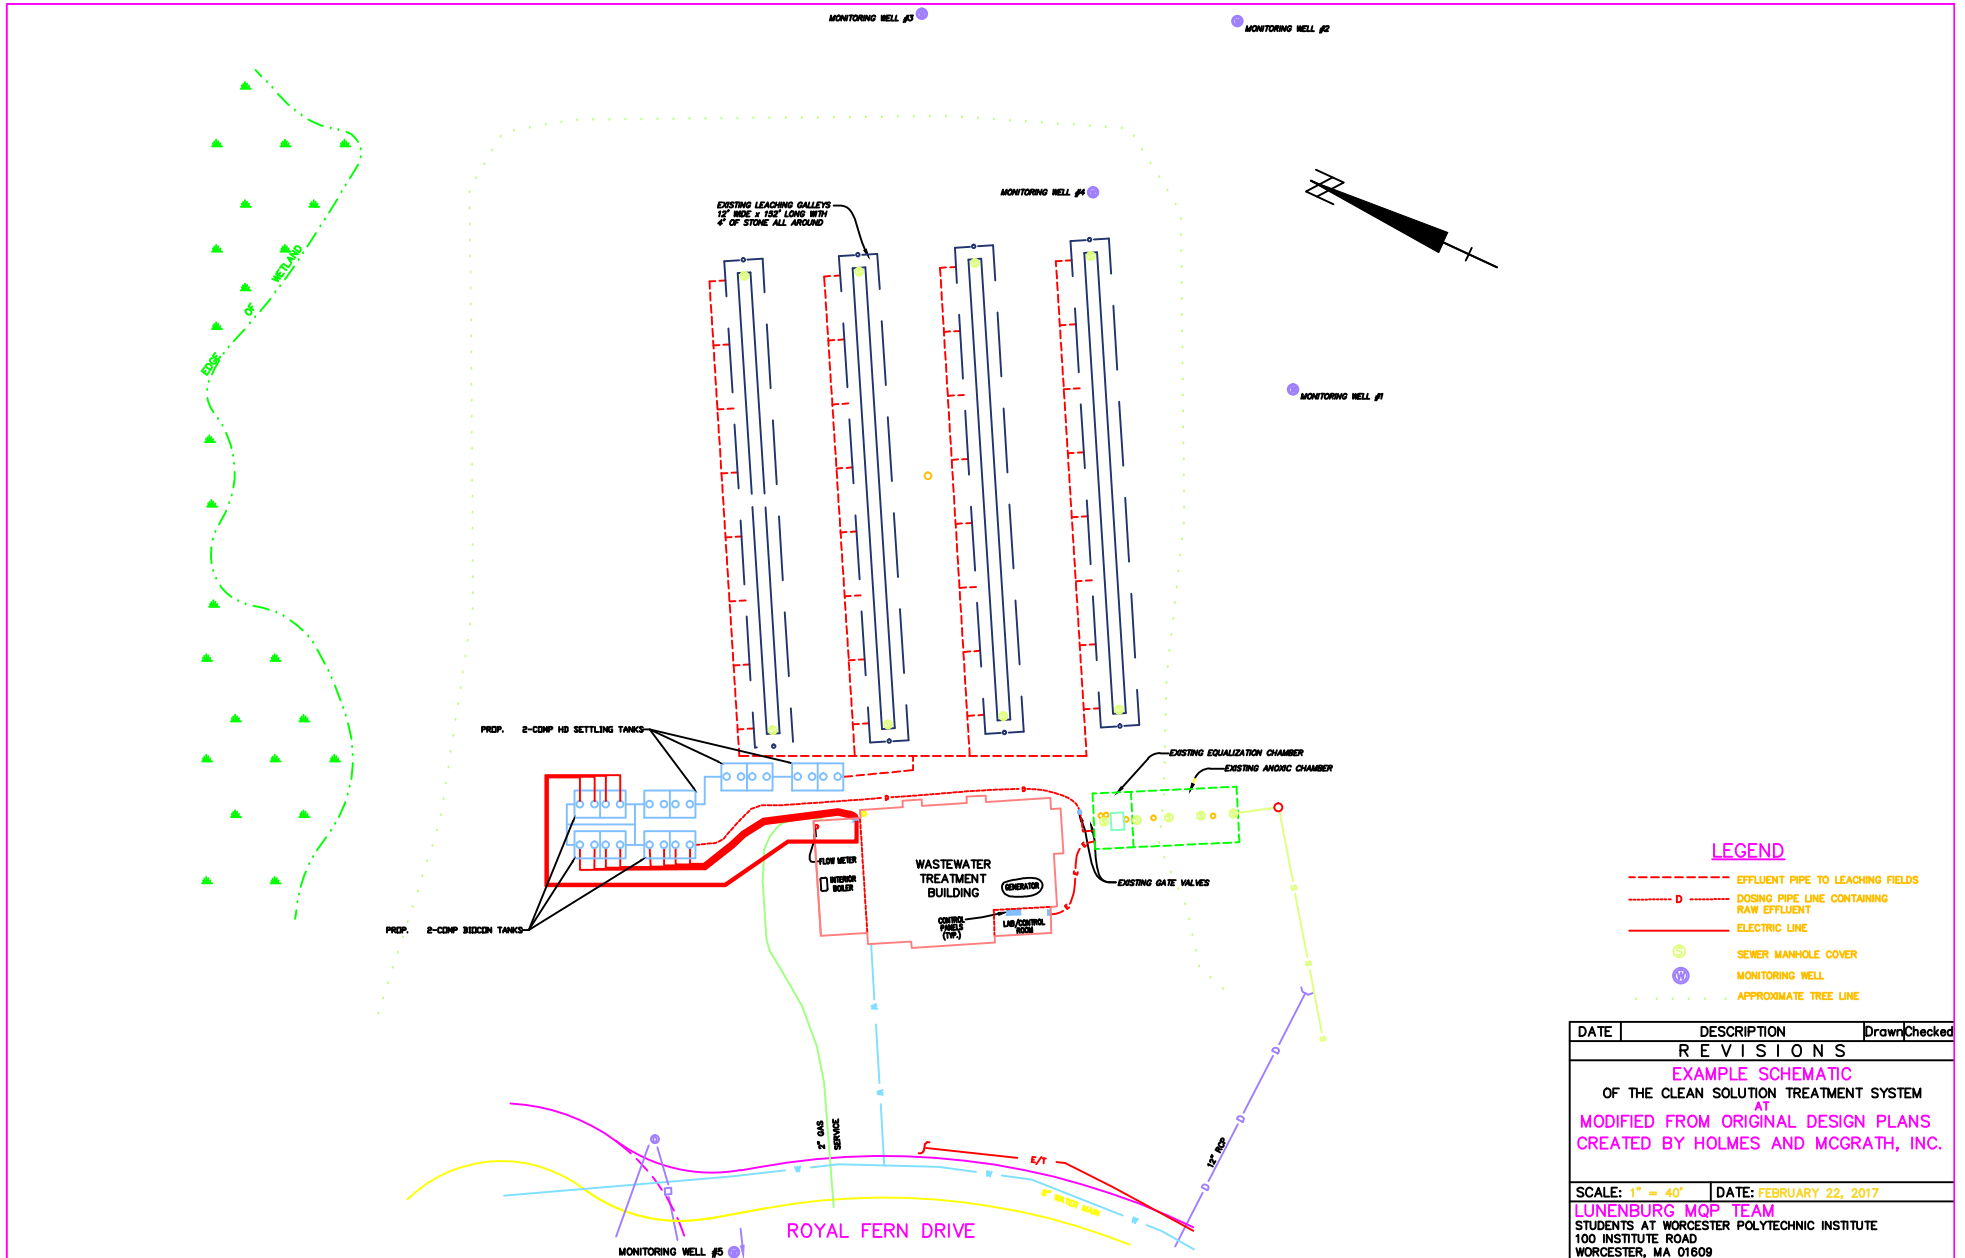 MONITORING WELL #3
MONITORING WELL #2
MONITORING WELL #4
EXISTING LEACHING GALLEYS
12' WIDE x 152' LONG WITH
4' OF STONE ALL AROUND
EDGE OF WETLAND
MONITORING WELL #1
PROP. 2-COMP HD SETTLING TANKS
EXISTING EQUALIZATION CHAMBER
EXISTING ANOXIC CHAMBER
D
D
FLOW METER
INTERIOR
BOILER
WASTEWATER
TREATMENT
BUILDING
GENERATOR
EXISTING GATE VALVES
CONTROL
PANELS
(TYP.)
LAB/CONTROL
ROOM
PROP. 2-COMP BIOCON TANKS
S
S
S
D
D
D
12" RCP
2" GAS
SERVICE
W
W
W
W
W
E/T
8" WATER MAIN
ROYAL FERN DRIVE
MONITORING WELL #5
LEGEND
EFFLUENT PIPE TO LEACHING FIELDS
D
DOSING PIPE LINE CONTAINING
RAW EFFLUENT
ELECTRIC LINE
S
SEWER MANHOLE COVER
W
MONITORING WELL
APPROXIMATE TREE LINE
DATE DESCRIPTION Drawn Checked
REVISIONS
EXAMPLE SCHEMATIC
OF THE CLEAN SOLUTION TREATMENT SYSTEM
AT
MODIFIED FROM ORIGINAL DESIGN PLANS
CREATED BY HOLMES AND MCGRATH, INC.
SCALE: 1" = 40' DATE: FEBRUARY 22, 2017
LUNENBURG MQP TEAM
STUDENTS AT WORCESTER POLYTECHNIC INSTITUTE
100 INSTITUTE ROAD
WORCESTER, MA 01609